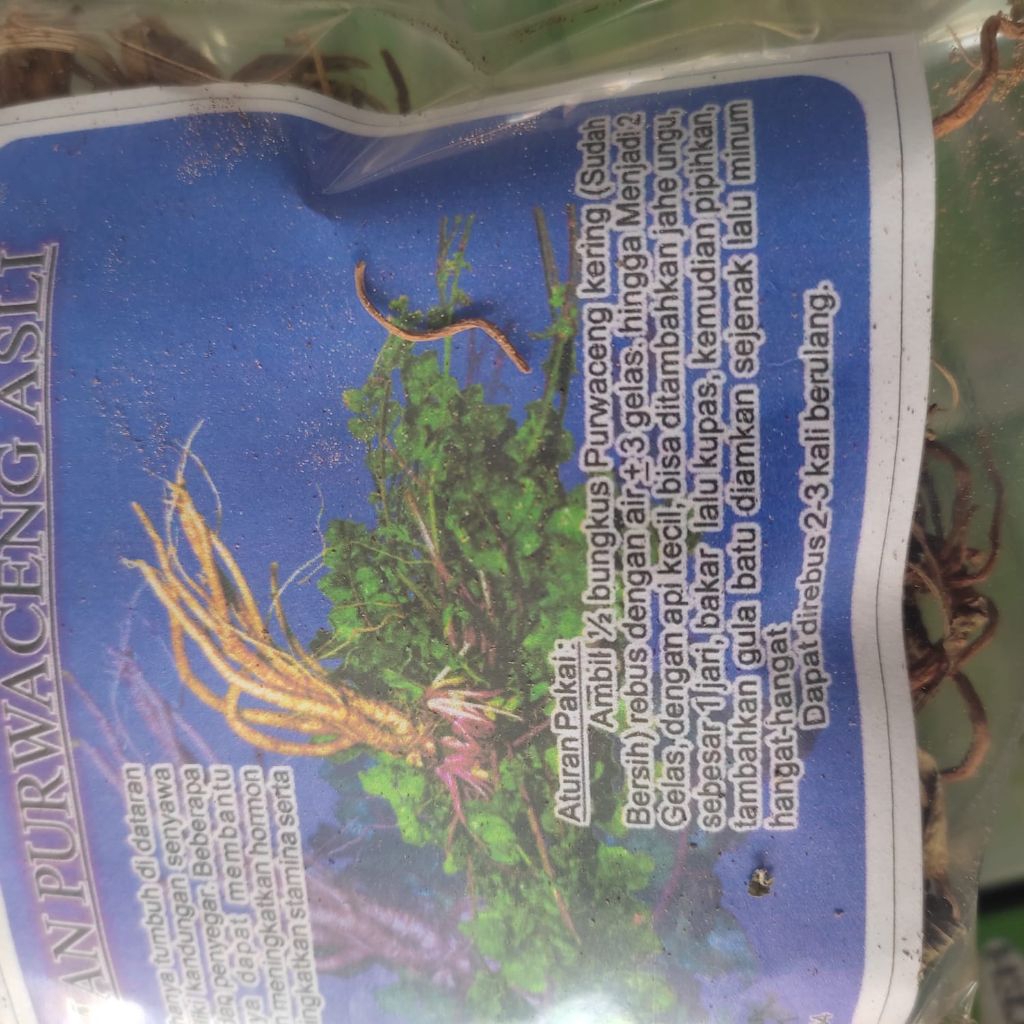 AN PURWACENG ASLI
hanya tumbuh di dataran
kandungan senyawa
penyegar. Beberapa
dapat membantu
meningkatkan homon
stamina serta
Aturan Pakai :
Ambil ½ bungkus Purwaceng kering (Sudah
Bersih) rebus dengan air ± 3 gelas. hingga Menjadi 2
Gelas, dengan api kecil, bisa ditambahkan jahe ungu,
sebesar 1 jari, bakar lalu kupas, kemudian pipihkan,
tambahkan gula batu diamkan sejenak lalu minum
hangat-hangat
Dapat direbus 2-3 kali berulang.